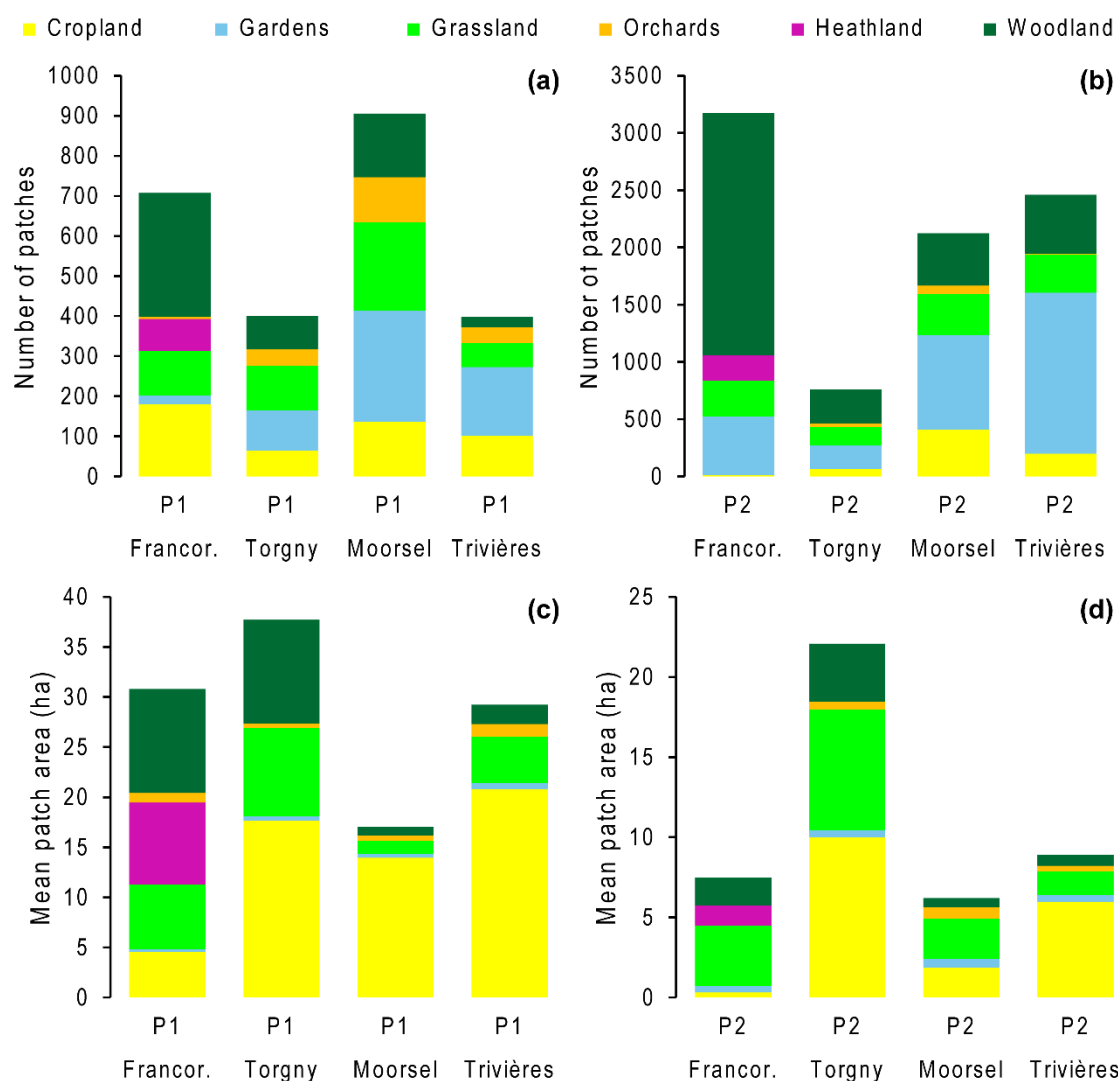 Cropland Gardens Grassland Orchards Heathland Woodland
(a)
Number of patches
1000
900
800
700
600
500
400
300
200
100
0
P1 P1 P1 P1
Francor. Torgny Moorsel Trivières
(b)
Number of patches
3500
3000
2500
2000
1500
1000
500
0
P2 P2 P2 P2
Francor. Torgny Moorsel Trivières
(c)
Mean patch area (ha)
40
35
30
25
20
15
10
5
0
P1 P1 P1 P1
Francor. Torgny Moorsel Trivières
(d)
Mean patch area (ha)
25
20
15
10
5
0
P2 P2 P2 P2
Francor. Torgny Moorsel Trivières